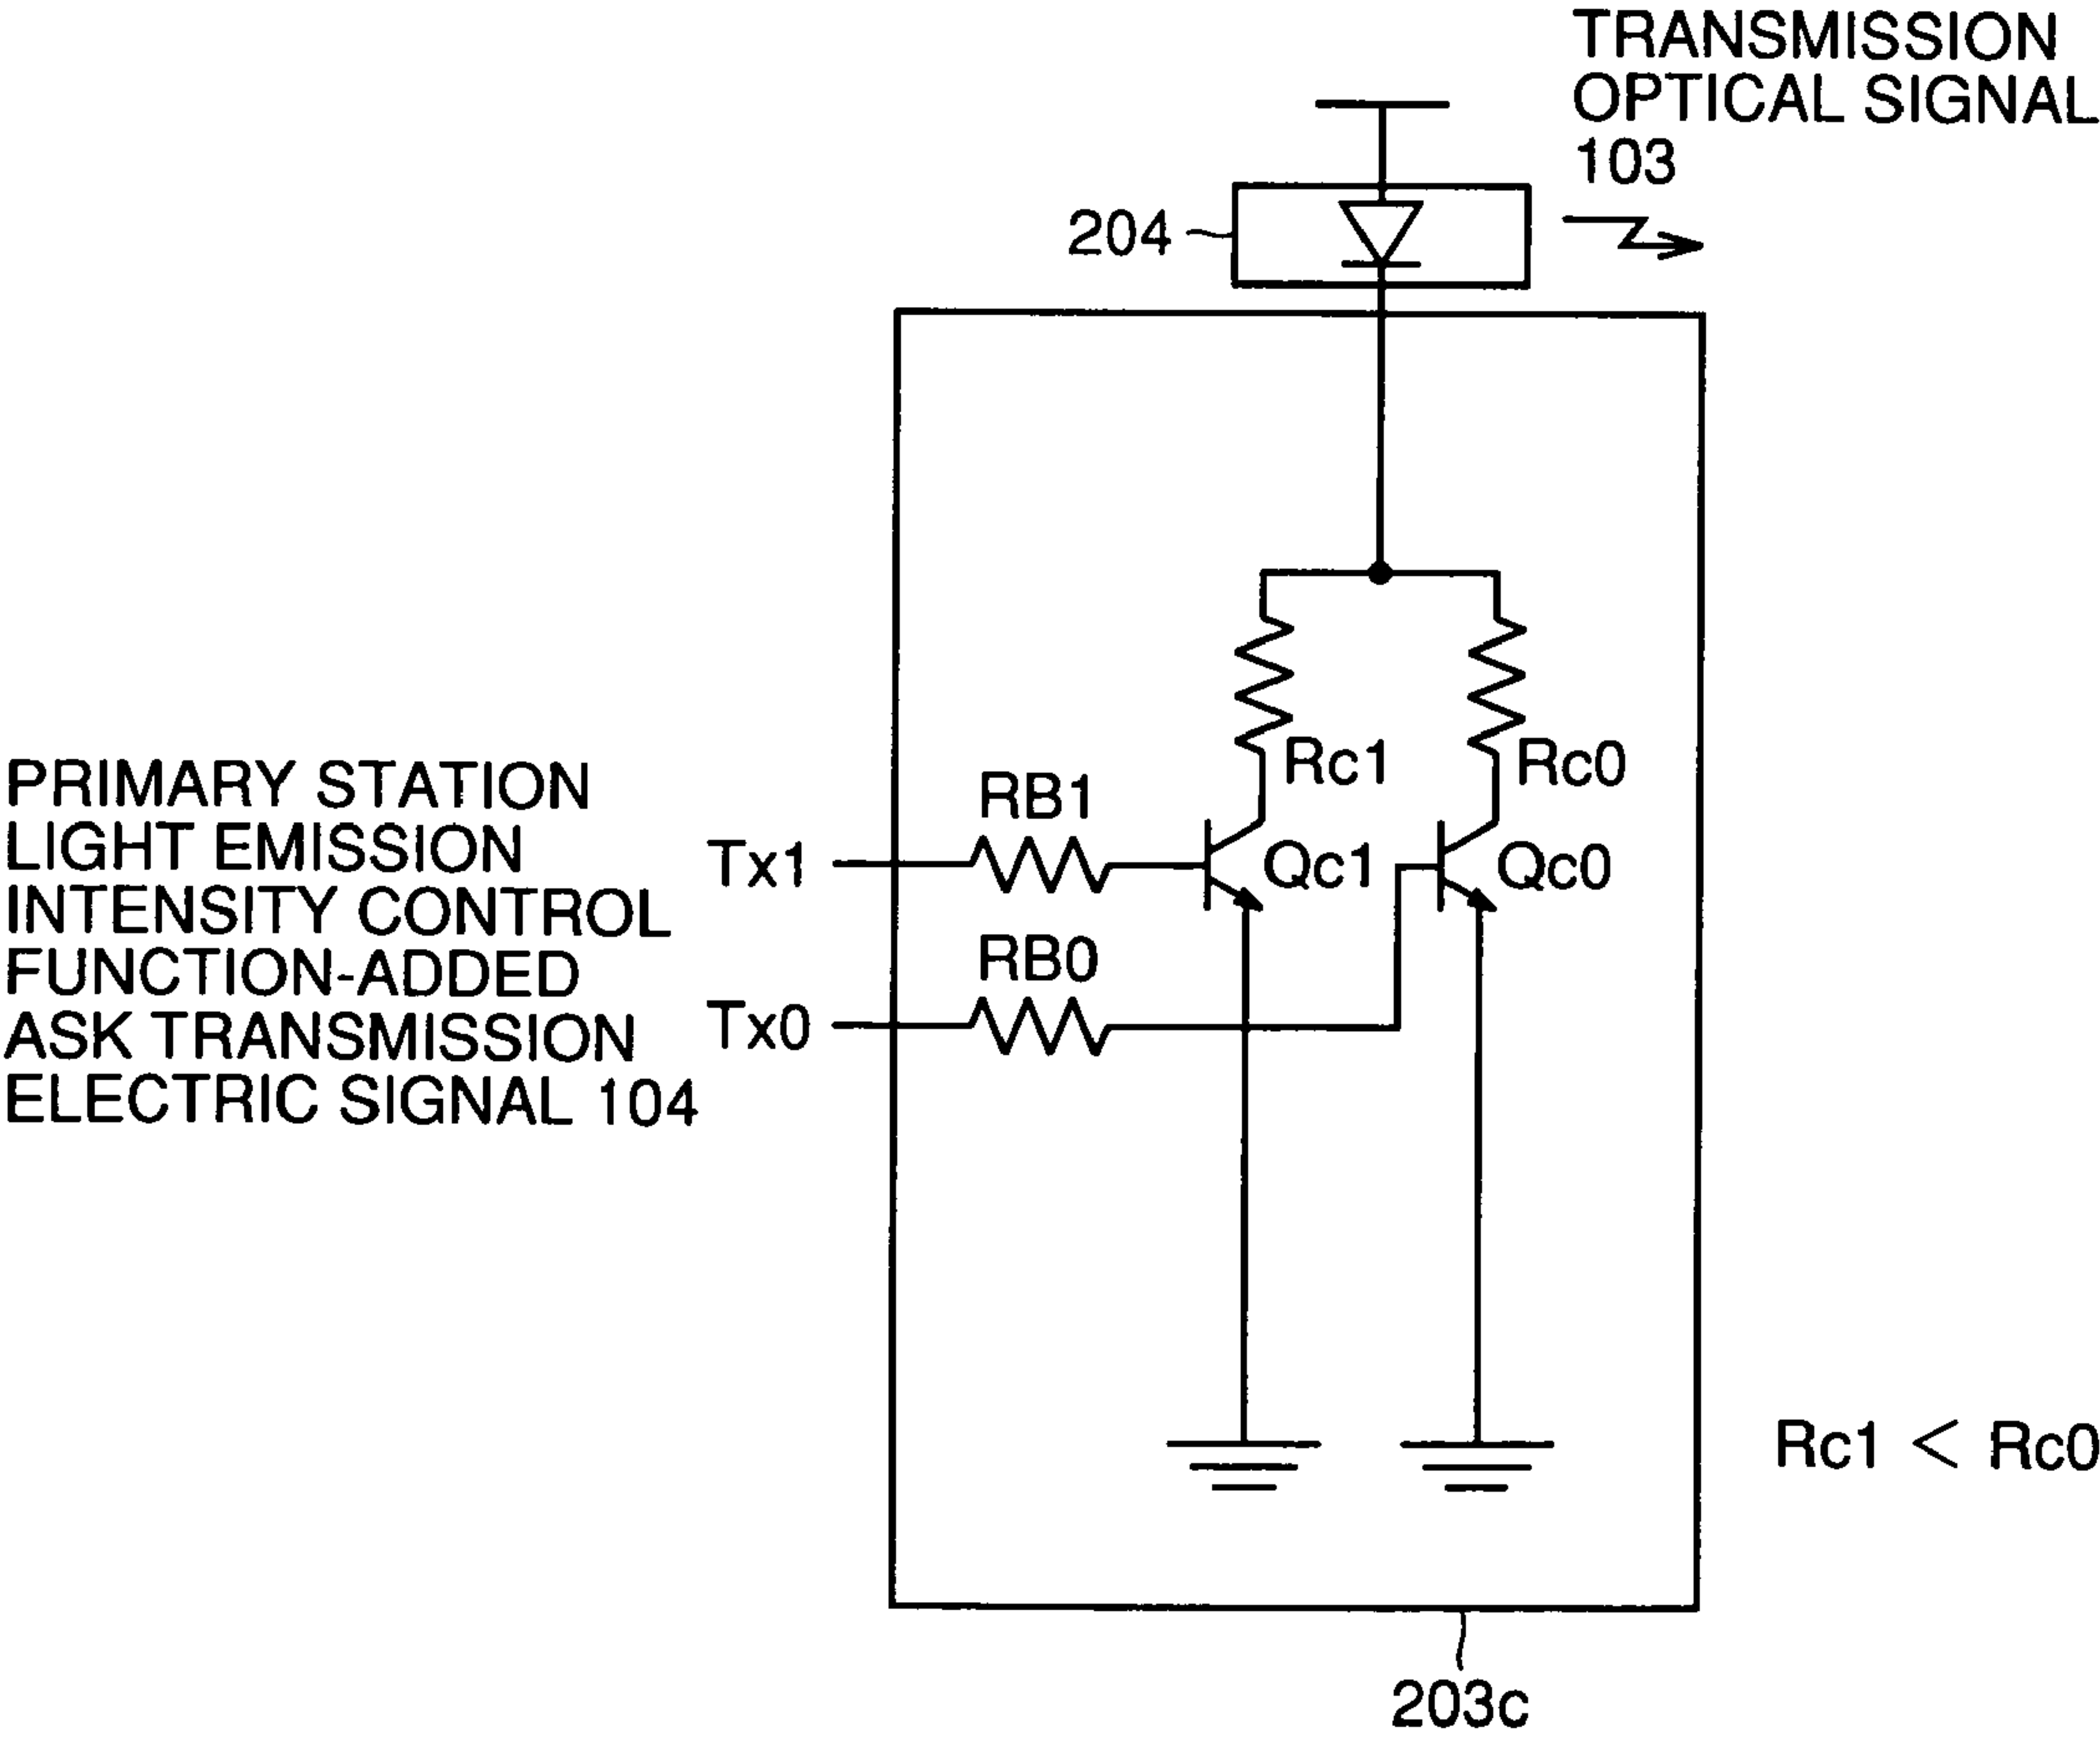 TRANSMISSION
OPTICAL SIGNAL
103
204
Rc1
Rc0
PRIMARY STATION
LIGHT EMISSION
INTENSITY CONTROL
FUNCTION-ADDED
ASK TRANSMISSION
ELECTRIC SIGNAL 104
RB1
Tx1
Qc1
Qc0
RB0
Tx0
Rc1 < Rc0
203c